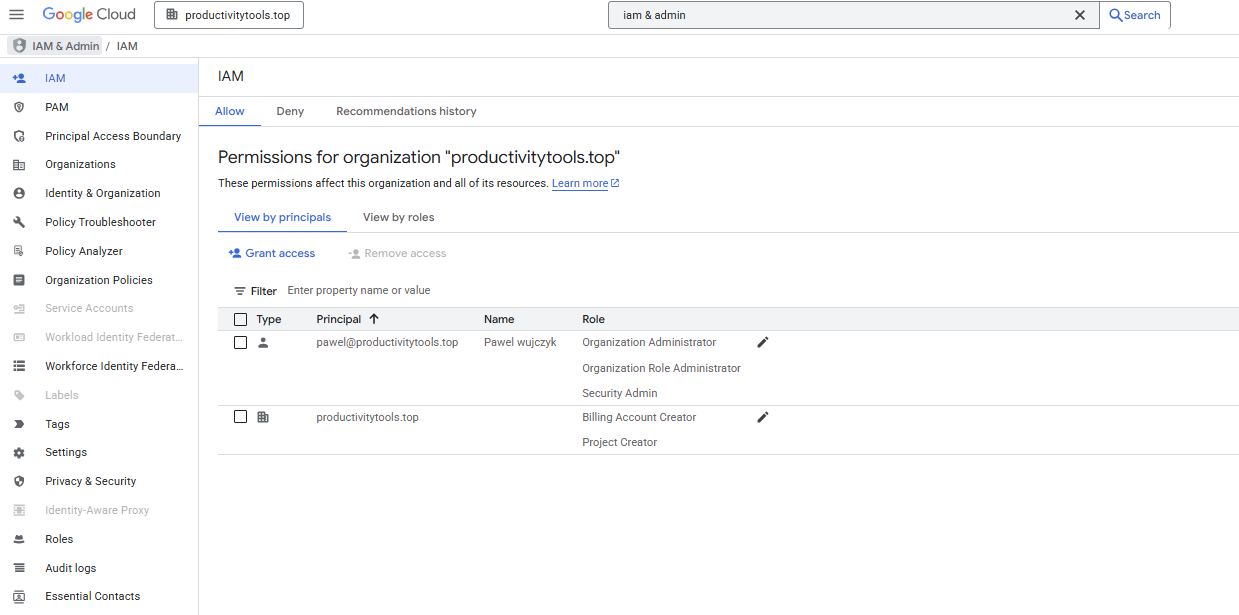 Google Cloud
productivitytools.top
iam & admin
Search
IAM & Admin / IAM
IAM
PAM
Principal Access Boundary
Organizations
Identity & Organization
Policy Troubleshooter
Policy Analyzer
Organization Policies
Service Accounts
Workload Identity Federat...
Workforce Identity Federa...
Labels
Tags
Settings
Privacy & Security
Identity-Aware Proxy
Roles
Audit logs
Essential Contacts
IAM
Allow Deny Recommendations history
Permissions for organization "productivitytools.top"
These permissions affect this organization and all of its resources. Learn more
View by principals View by roles
Grant access Remove access
Filter Enter property name or value
Type Principal Name Role
pawel@productivitytools.top Pawel wujczyk Organization Administrator
Organization Role Administrator
Security Admin
productivitytools.top Billing Account Creator
Project Creator